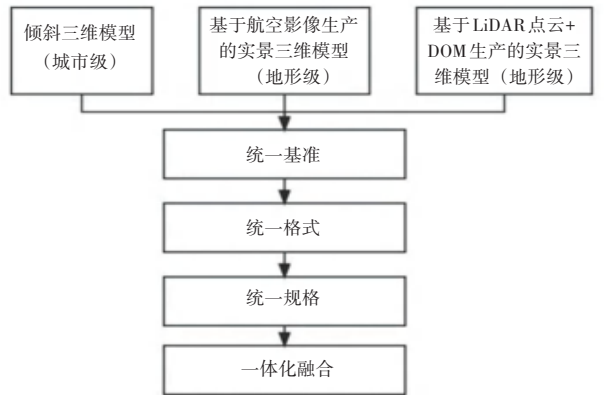 倾斜三维模型
（城市级）
基于航空影像生产
的实景三维模型
（地形级）
基于LiDAR点云+
DOM生产的实景三
维模型（地形级）
统一基准
统一格式
统一规格
一体化融合